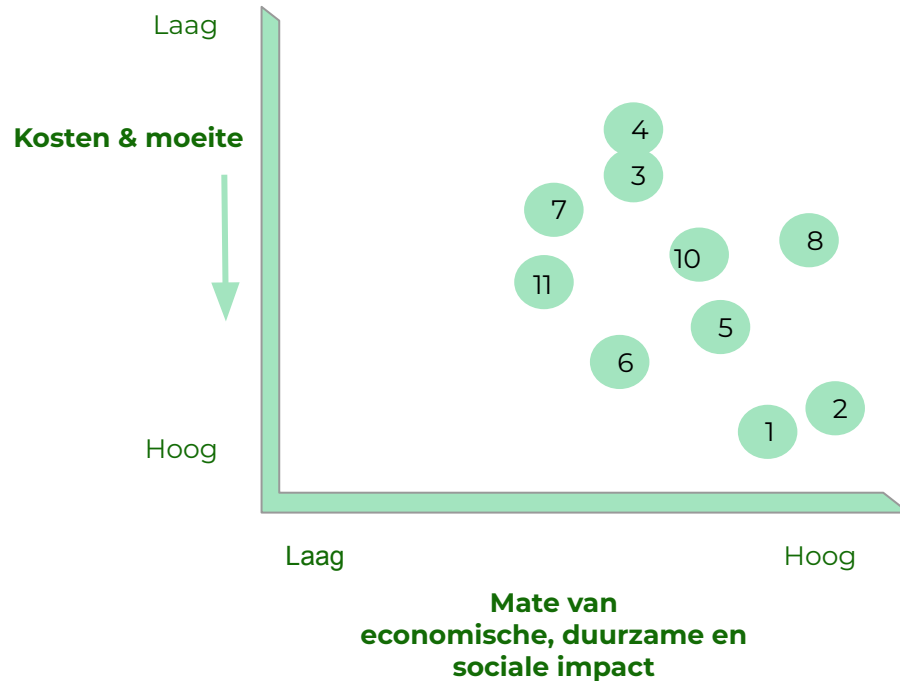 Laag
Kosten & moeite
4
3
7
8
10
11
5
6
2
1
Hoog
Laag
Hoog
Mate van
economische, duurzame en
sociale impact